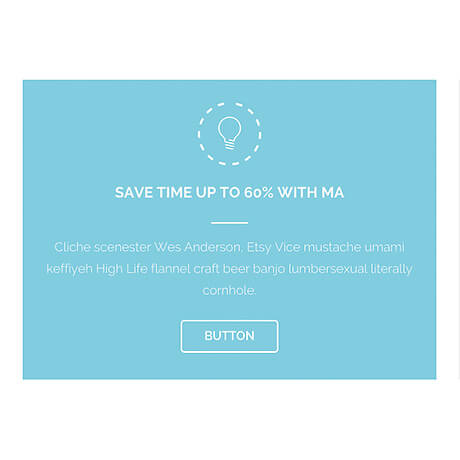 SAVE TIME UP TO 60% WITH MA
Cliche scenester Wes Anderson. Etsy Vice mustache umami
keffiyeh High Life flannel craft beer banjo lumbersexual literally
cornhole.
BUTTON